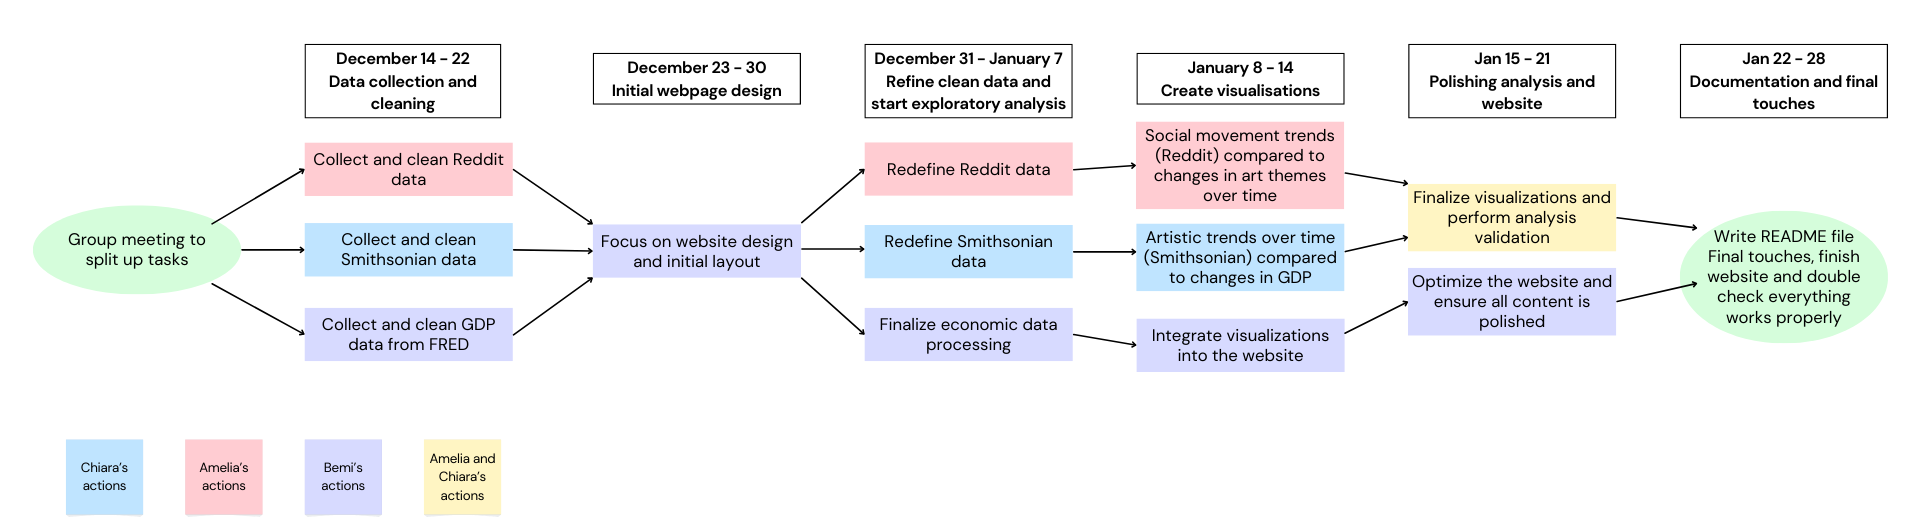 December 14 – 22
Data collection and
cleaning
December 23 – 30
Initial webpage design
December 31 – January 7
Refine clean data and
start exploratory analysis
January 8 – 14
Create visualisations
Jan 15 – 21
Polishing analysis and
website
Jan 22 – 28
Documentation and final
touches
Group meeting to
split up tasks
Collect and clean Reddit
data
Collect and clean
Smithsonian data
Collect and clean GDP
data from FRED
Focus on website design
and initial layout
Redefine Reddit data
Redefine Smithsonian
data
Finalize economic data
processing
Social movement trends
(Reddit) compared to
changes in art themes
over time
Artistic trends over time
(Smithsonian) compared
to changes in GDP
Integrate visualizations
into the website
Finalize visualizations and
perform analysis
validation
Optimize the website and
ensure all content is
polished
Write README file
Final touches, finish
website and double
check everything
works properly
Chiara's
actions
Amelia's
actions
Bemi's
actions
Amelia and
Chiara's
actions